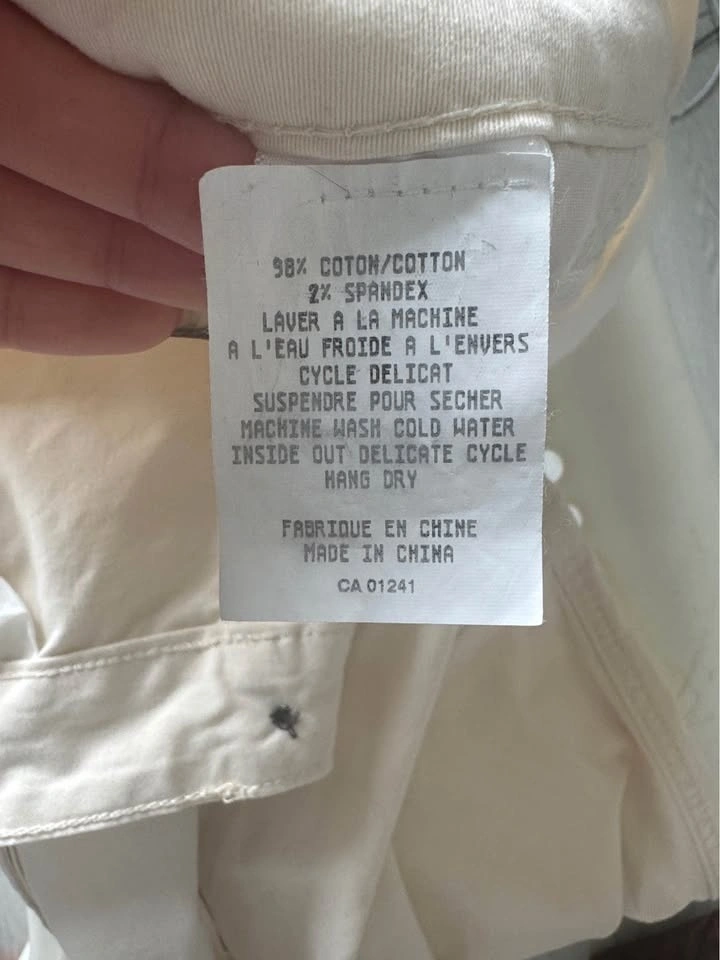 98% COTON/COTTON
2% SPANDEX
LAVER A LA MACHINE
A L'EAU FROIDE A L'ENVERS
CYCLE DELICAT
SUSPENDRE POUR SECHER
MACHINE WASH COLD WATER
INSIDE OUT DELICATE CYCLE
HANG DRY
FABRIQUE EN CHINE
MADE IN CHINA
CA 01241